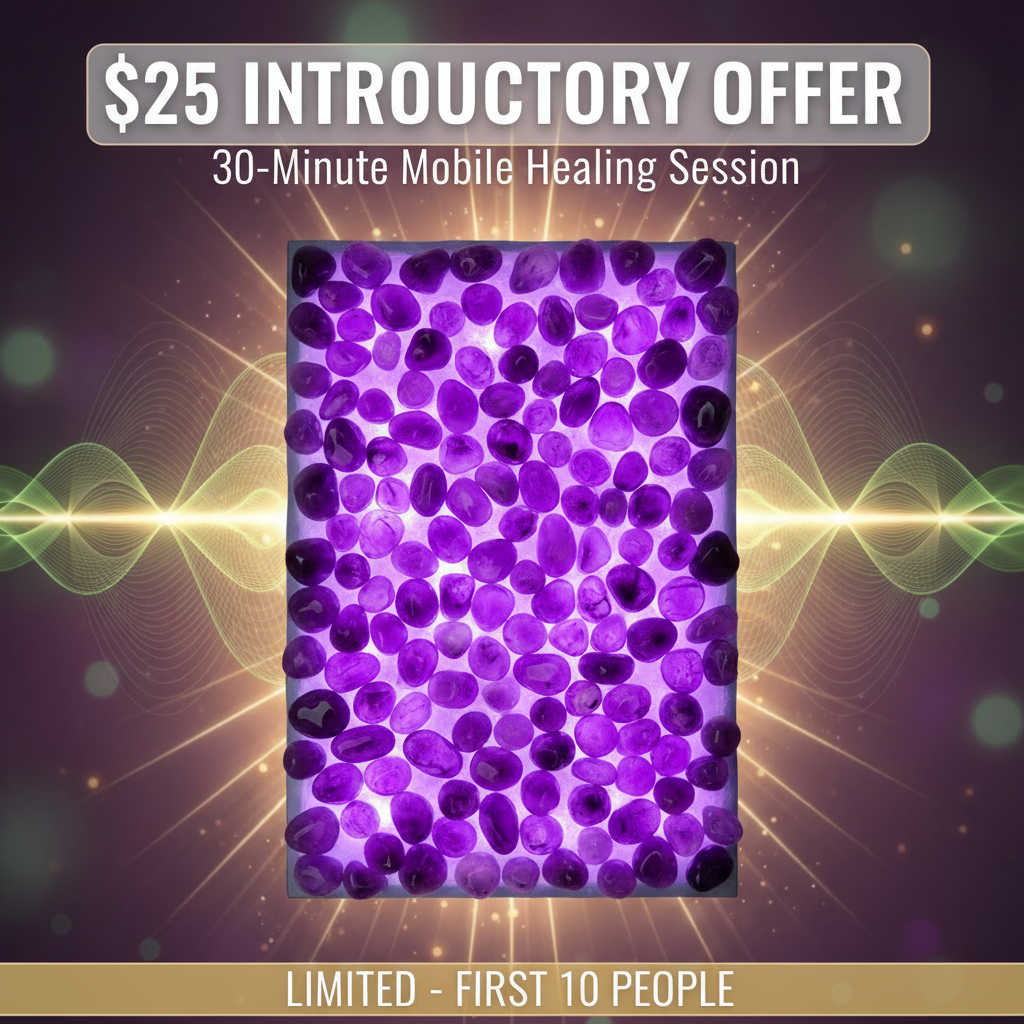 $25 INTROUCTORY OFFER
30-Minute Mobile Healing Session
LIMITED - FIRST 10 PEOPLE